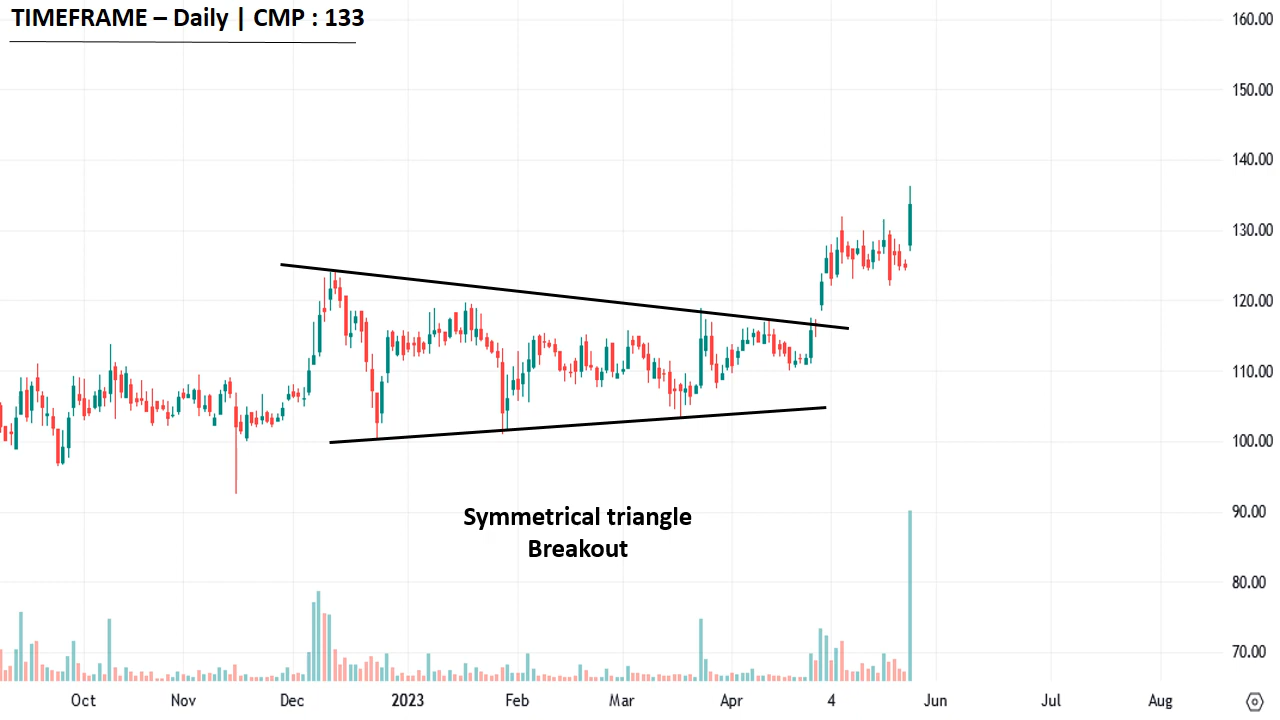 TIMEFRAME – Daily | CMP : 133
160.00
150.00
140.00
130.00
120.00
110.00
100.00
90.00
80.00
70.00
Symmetrical triangle
Breakout
Oct Nov Dec 2023 Feb Mar Apr 4 Jun Jul Aug